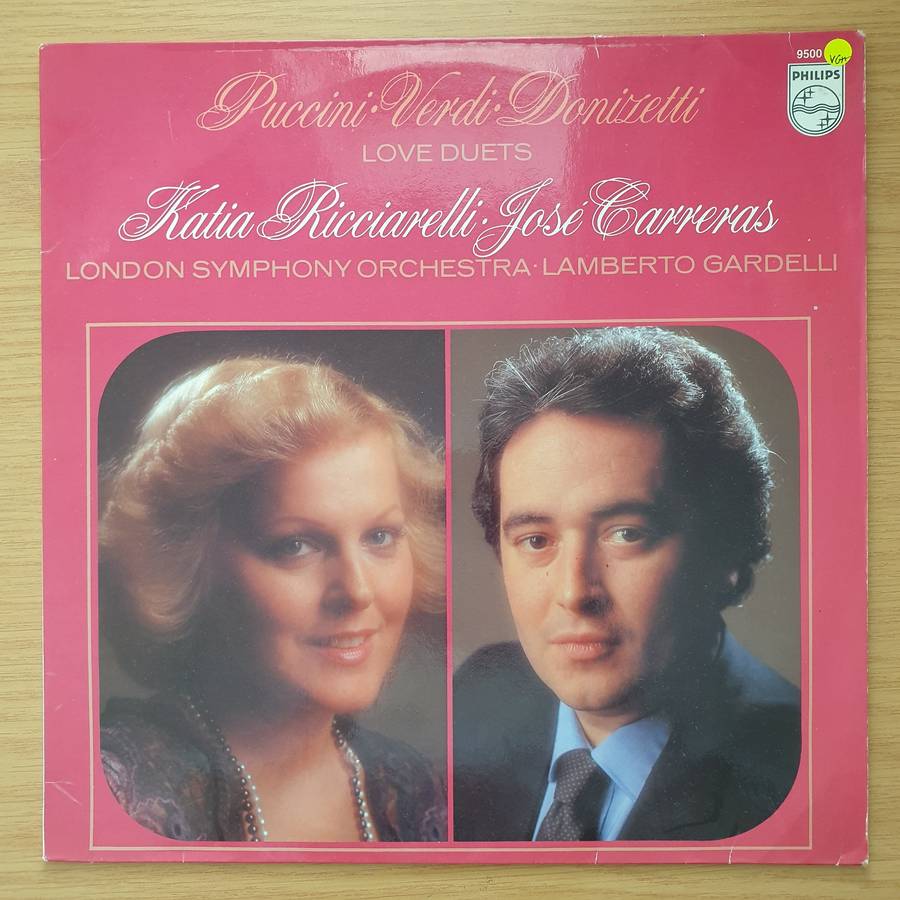 9500
VG+
PHILIPS
Puccini·Verdi·Donizetti
LOVE DUETS
Katia Ricciarelli·José Carreras
LONDON SYMPHONY ORCHESTRA·LAMBERTO GARDELLI